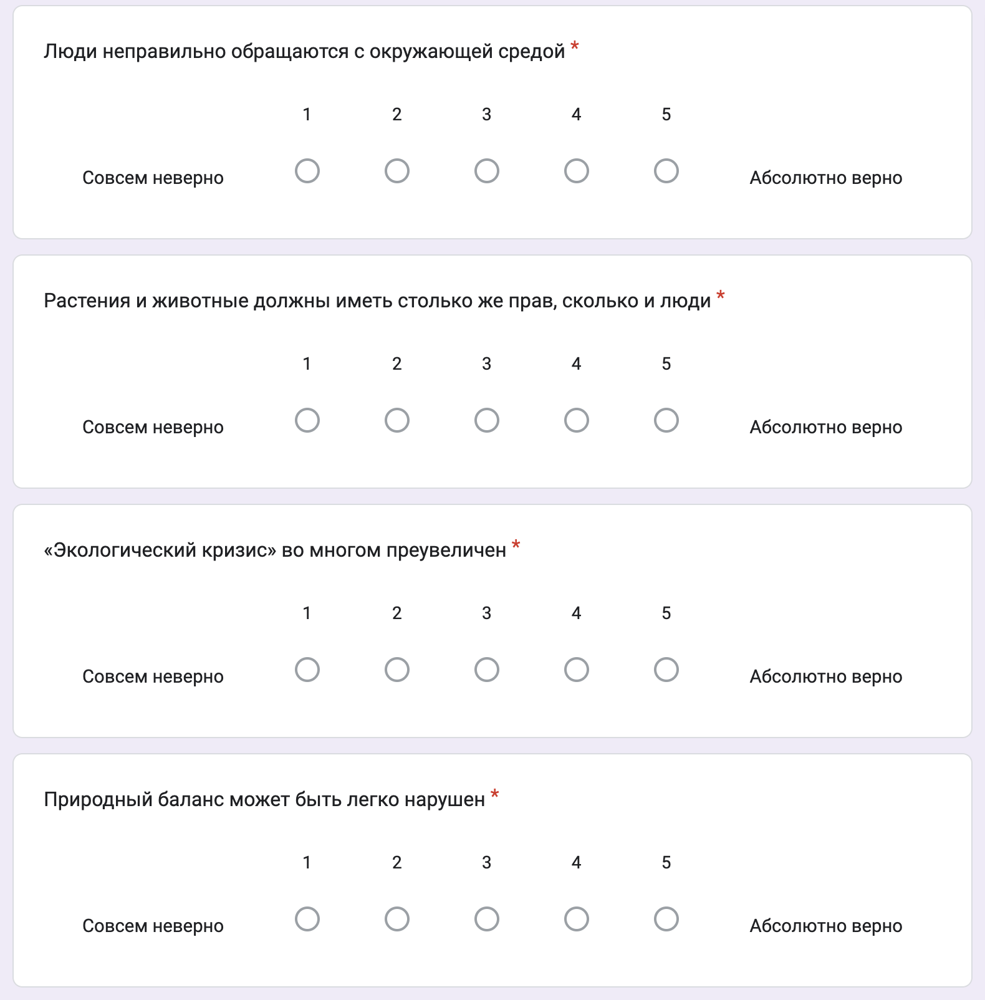 Люди неправильно обращаются с окружающей средой *
1 2 3 4 5
Совсем неверно Абсолютно верно
Растения и животные должны иметь столько же прав, сколько и люди *
1 2 3 4 5
Совсем неверно Абсолютно верно
«Экологический кризис» во многом преувеличен *
1 2 3 4 5
Совсем неверно Абсолютно верно
Природный баланс может быть легко нарушен *
1 2 3 4 5
Совсем неверно Абсолютно верно